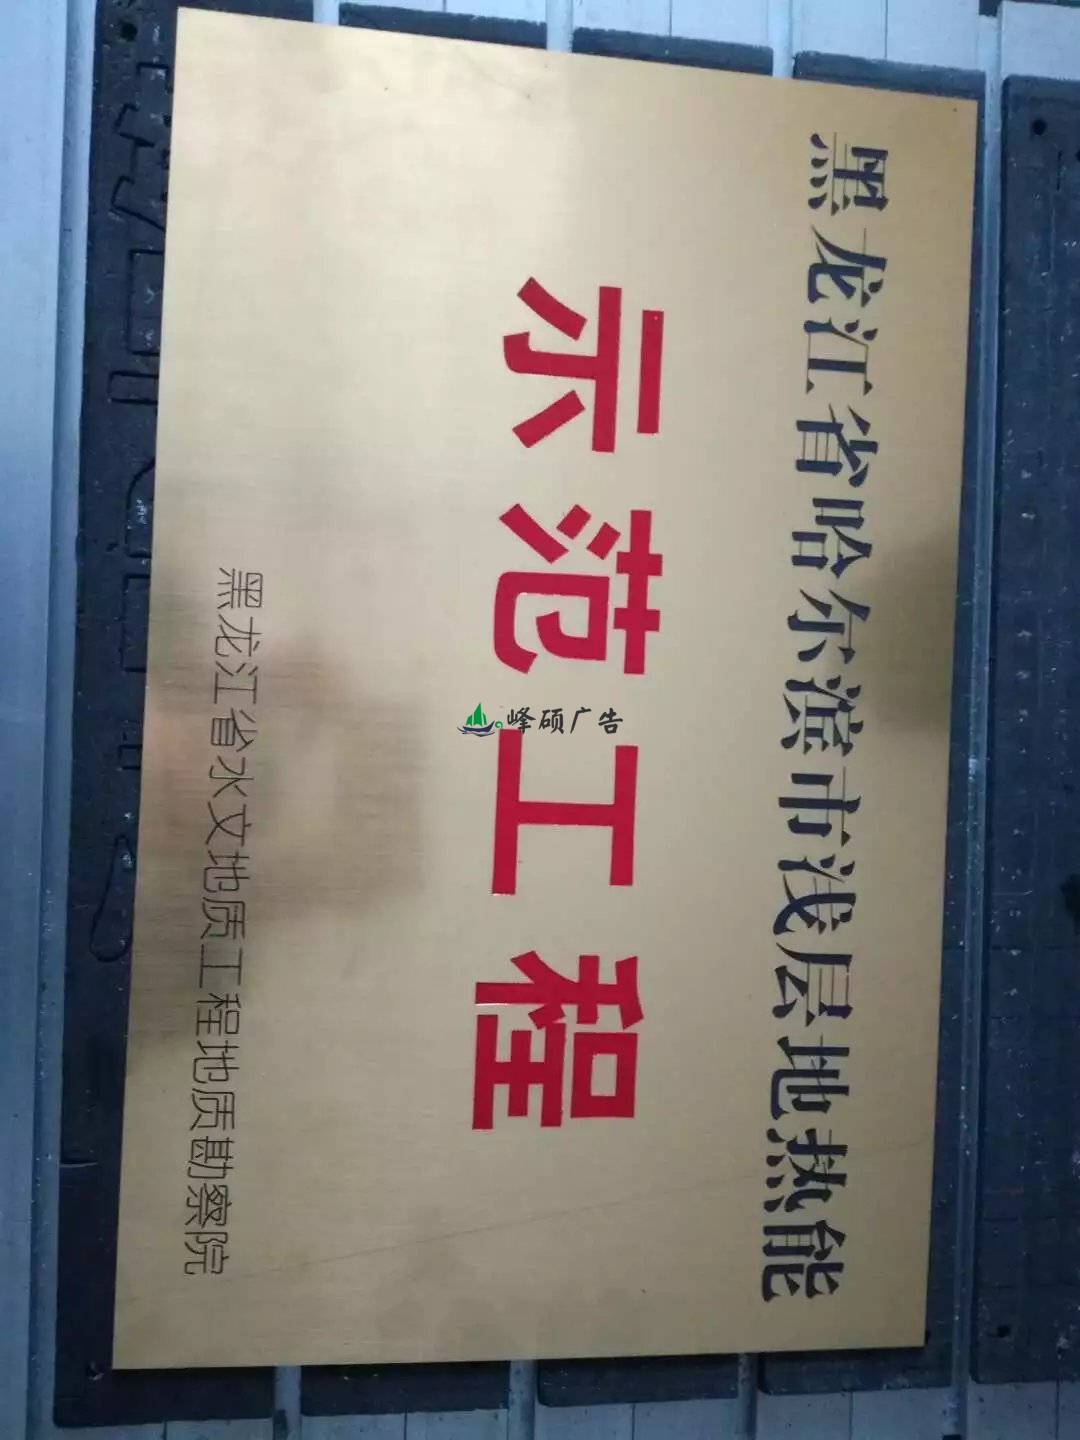 黑龙江省哈尔滨市浅层地热能
示范工程
峰硕广告
黑龙江省水文地质工程地质勘察院